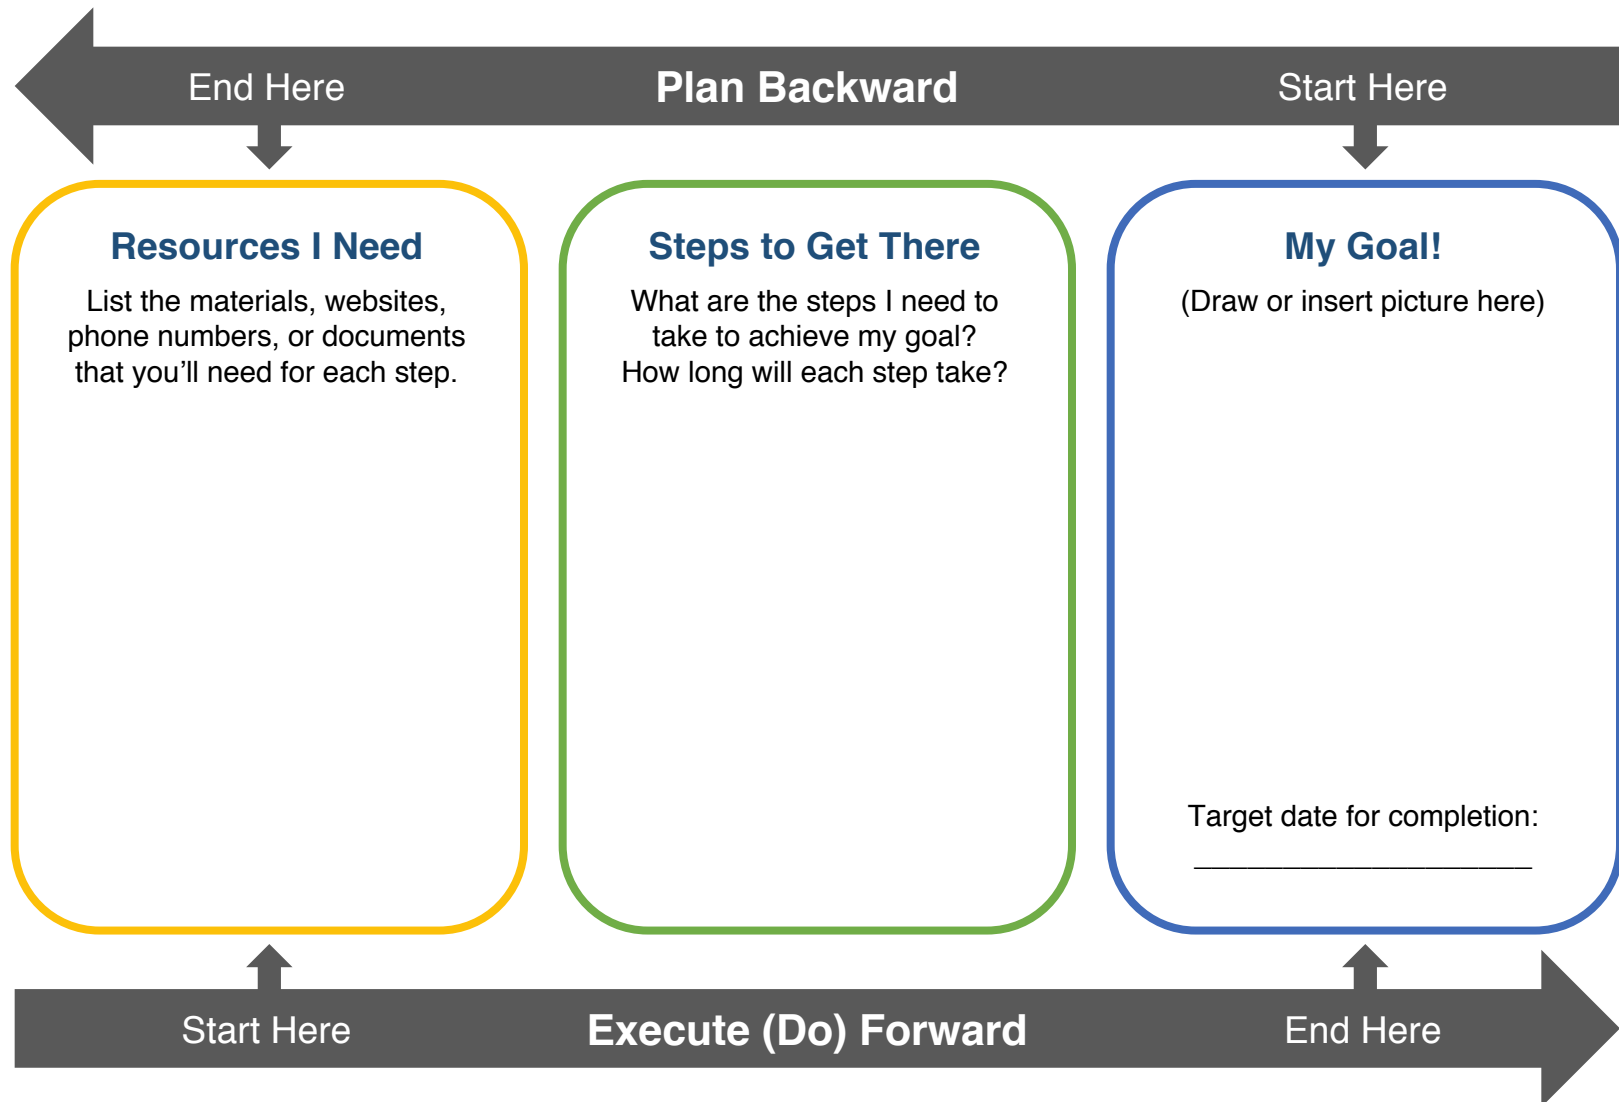 End Here
Plan Backward
Start Here
Resources I Need
List the materials, websites,
phone numbers, or documents
that you’ll need for each step.
Steps to Get There
What are the steps I need to
take to achieve my goal?
How long will each step take?
My Goal!
(Draw or insert picture here)
Target date for completion:
Start Here
Execute (Do) Forward
End Here